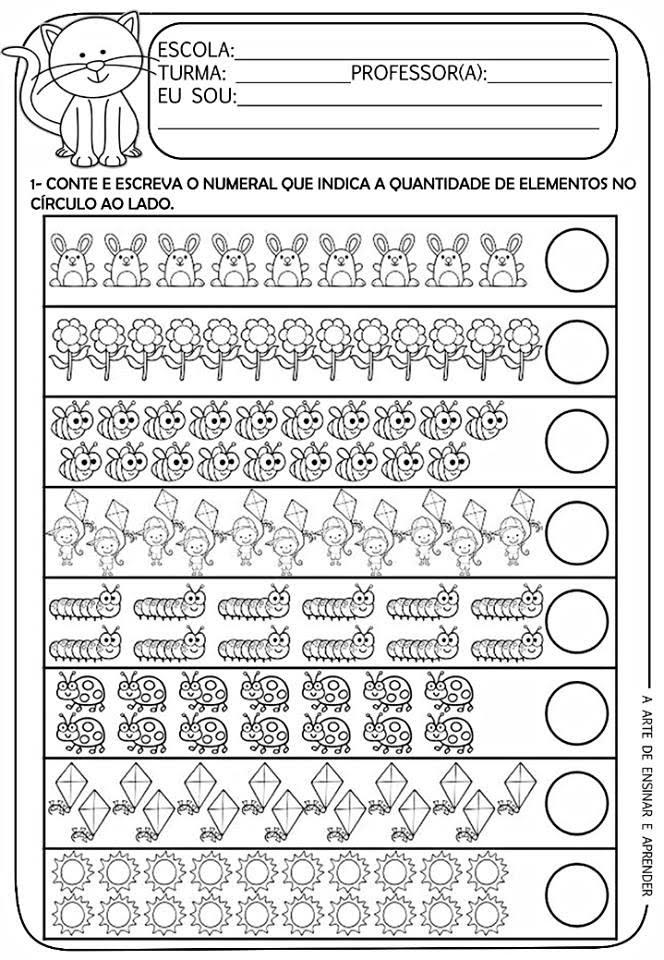 ESCOLA:
TURMA: PROFESSOR(A):
EU SOU:
1- CONTE E ESCREVA O NUMERAL QUE INDICA A QUANTIDADE DE ELEMENTOS NO
CÍRCULO AO LADO.
A ARTE DE ENSINAR E APRENDER